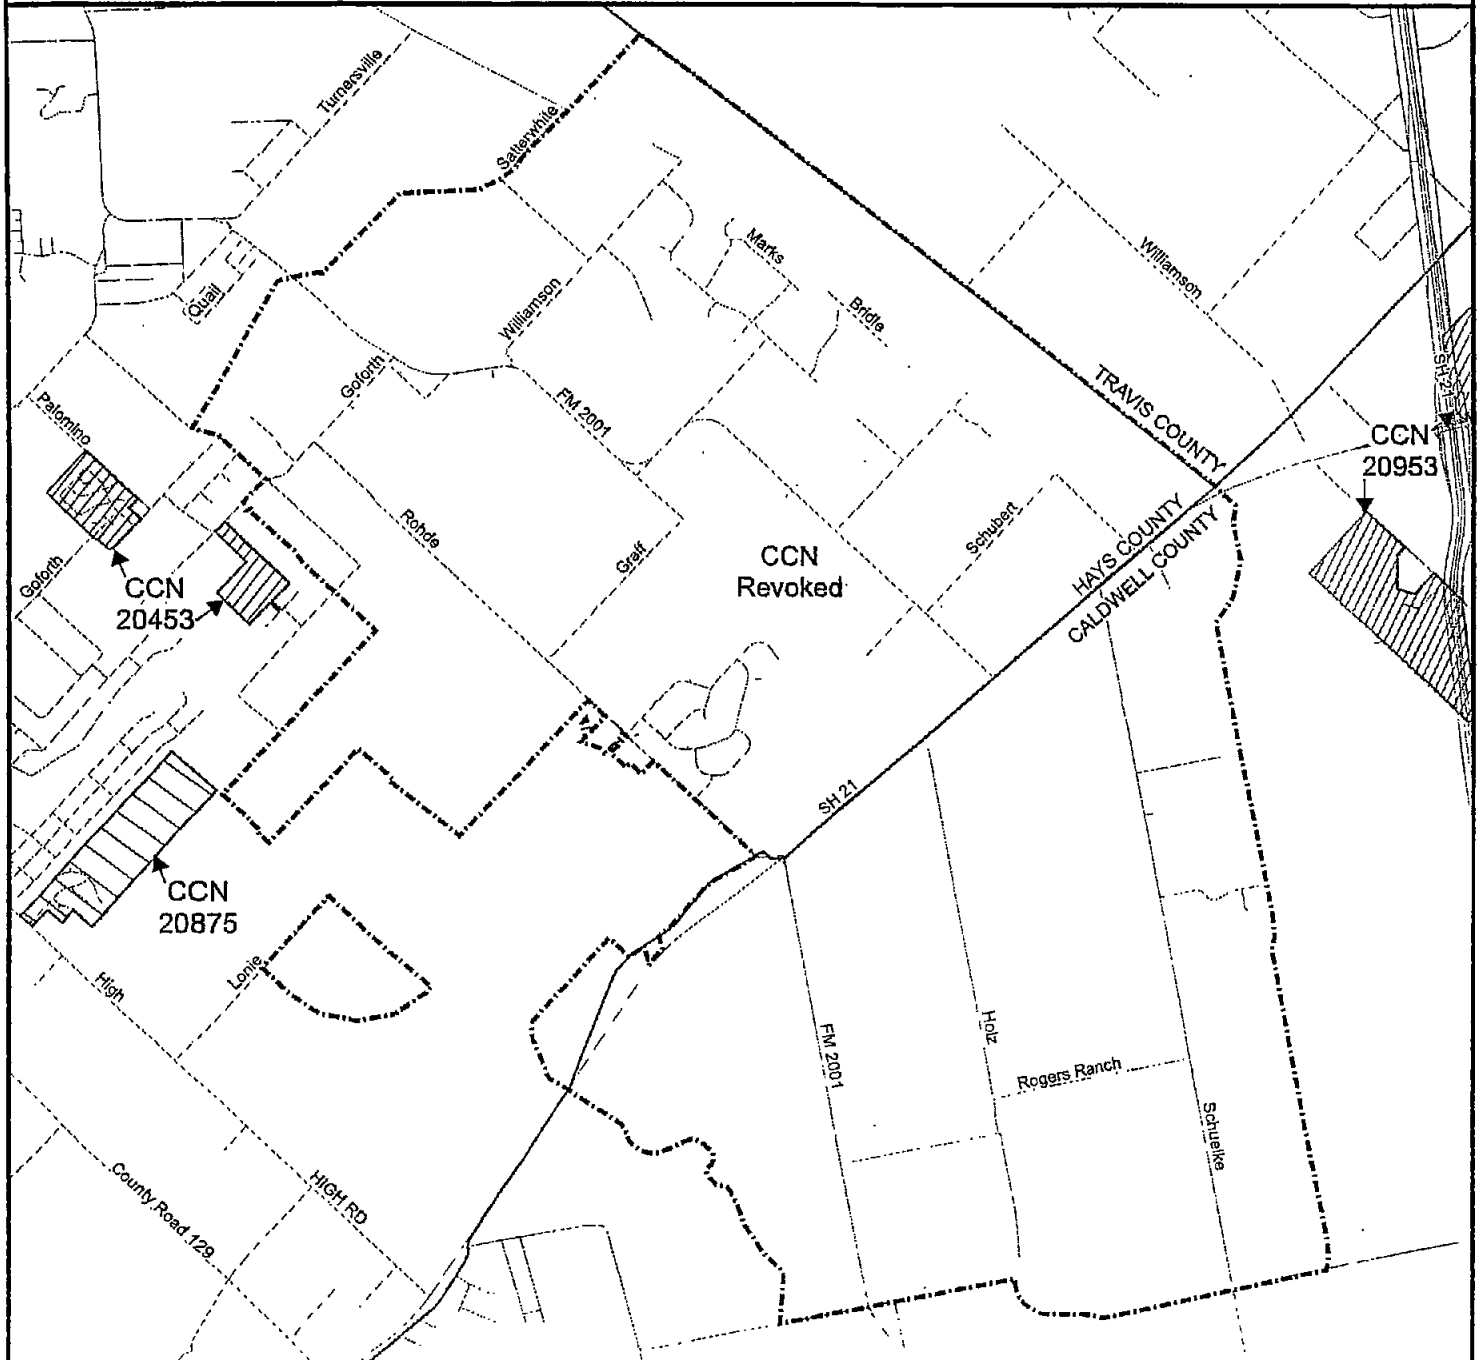 Turnersville
Satterwhite
Marks
Williamson
Quail
Williamson
Bridle
Goforth
TRAVIS COUNTY
SH 21
Palomino
FM 2001
CCN
20953
Rohde
Schubert
HAYS COUNTY
CALDWELL COUNTY
Graff
CCN
Revoked
Goforth
CCN
20453
SH 21
CCN
20875
Lonie
High
FM 2001
Holz
Rogers Ranch
Schuelke
County Road 129
HIGH RD